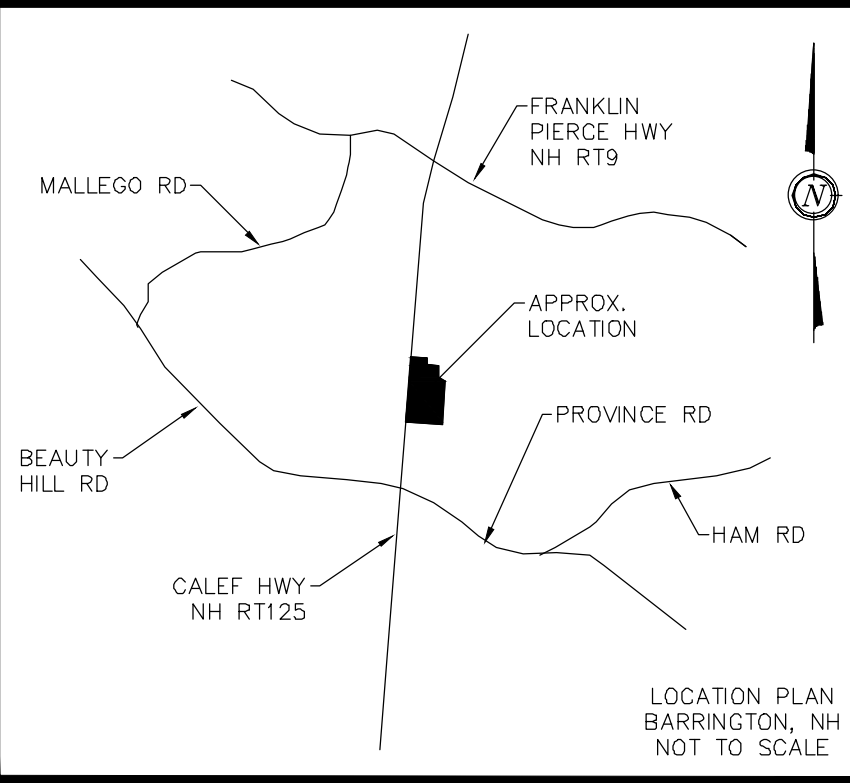 FRANKLIN
PIERCE HWY
NH RT9
MALLEGO RD
N
APPROX.
LOCATION
PROVINCE RD
BEAUTY
HILL RD
HAM RD
CALEF HWY
NH RT125
LOCATION PLAN
BARRINGTON, NH
NOT TO SCALE